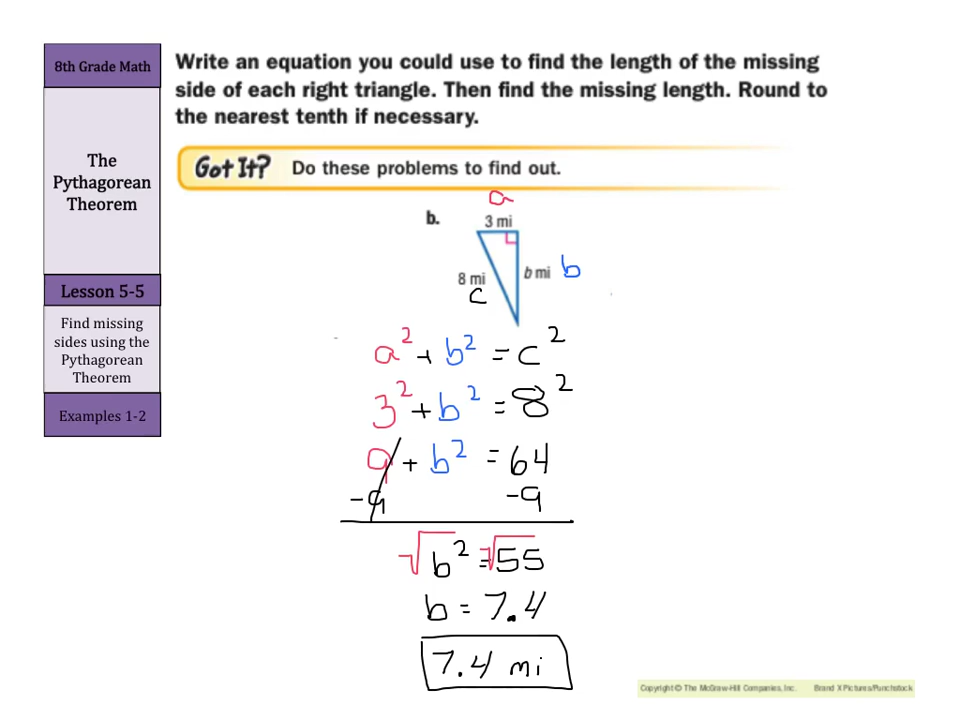 8th Grade Math
The
Pythagorean
Theorem
Lesson 5-5
Find missing
sides using the
Pythagorean
Theorem
Examples 1-2
Write an equation you could use to find the length of the missing
side of each right triangle. Then find the missing length. Round to
the nearest tenth if necessary.
Got It? Do these problems to find out.
a
b. 3 mi
8 mi b mi b
c
a² + b² = c²
3² + b² = 8²
9 + b² = 64
-9 -9
√b² = √55
b = 7.4
7.4 mi
Copyright © The McGraw-Hill Companies, Inc. Brand X Pictures/Punchstock